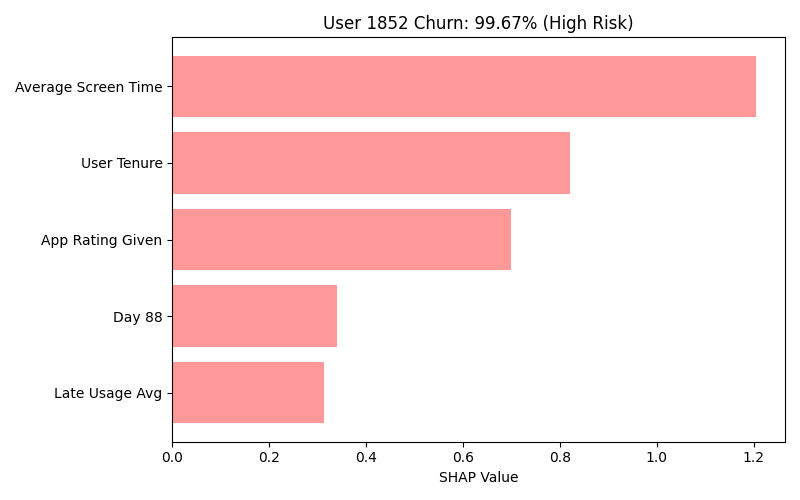 User 1852 Churn: 99.67% (High Risk)
Average Screen Time
User Tenure
App Rating Given
Day 88
Late Usage Avg
0.0 0.2 0.4 0.6 0.8 1.0 1.2
SHAP Value